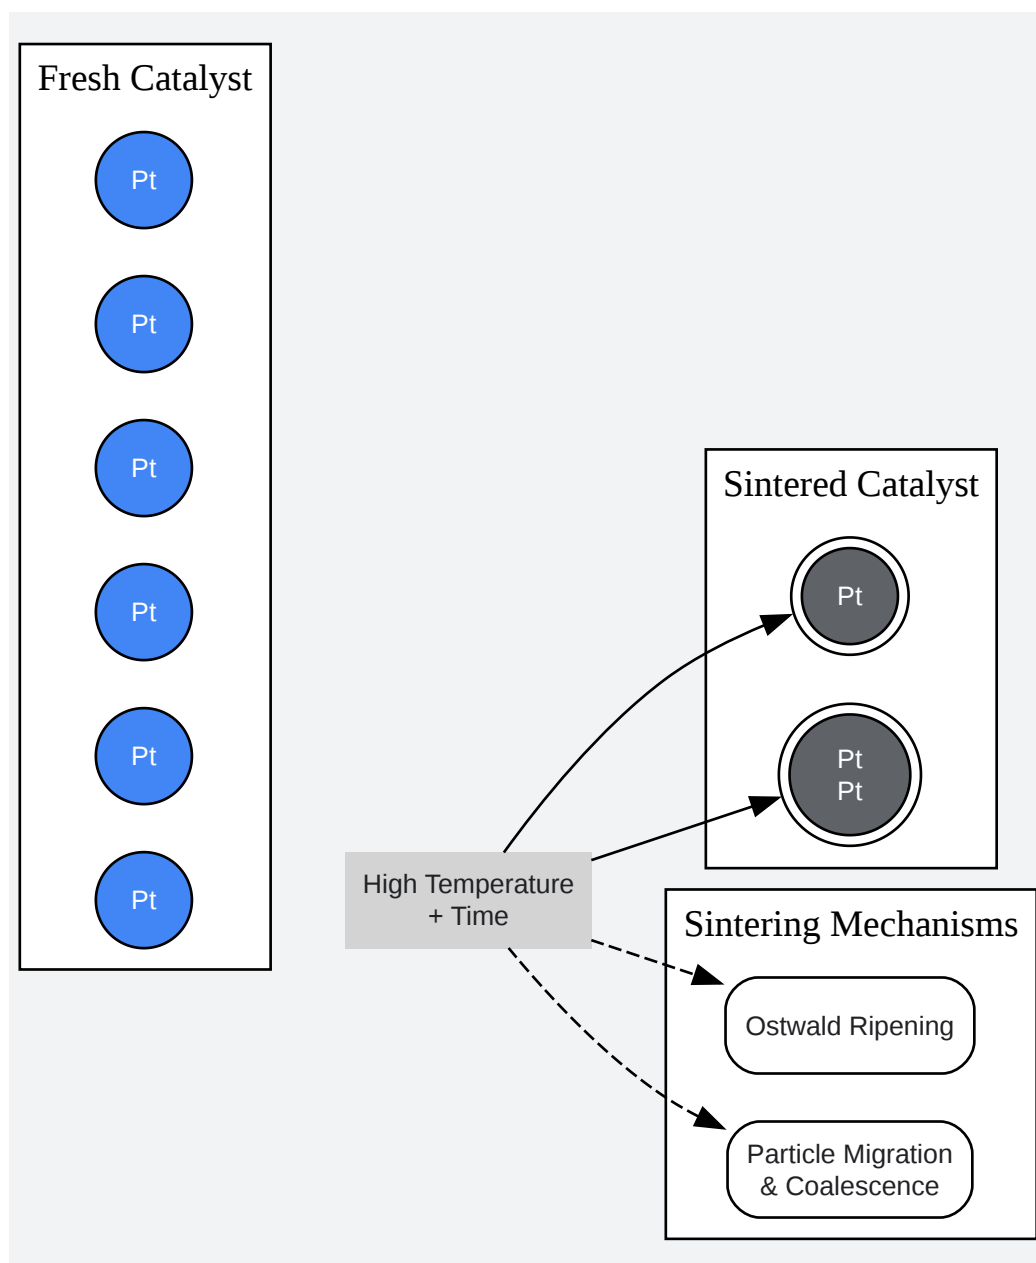 Fresh Catalyst
Pt
Pt
Pt
Pt
Pt
Pt
High Temperature
+ Time
Sintered Catalyst
Pt
Pt
Pt
Sintering Mechanisms
Ostwald Ripening
Particle Migration
& Coalescence